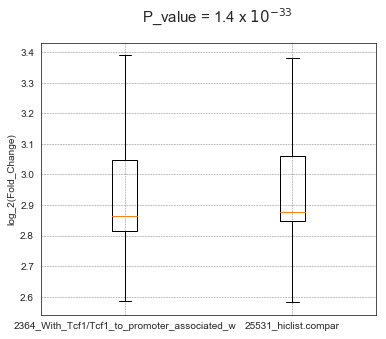 P_value = 1.4 x 10^{-33}
log_2(Fold_Change)
3.4
3.3
3.2
3.1
3.0
2.9
2.8
2.7
2.6
2364_With_Tcf1/Tcf1_to_promoter_associated_w
25531_hiclist.compar